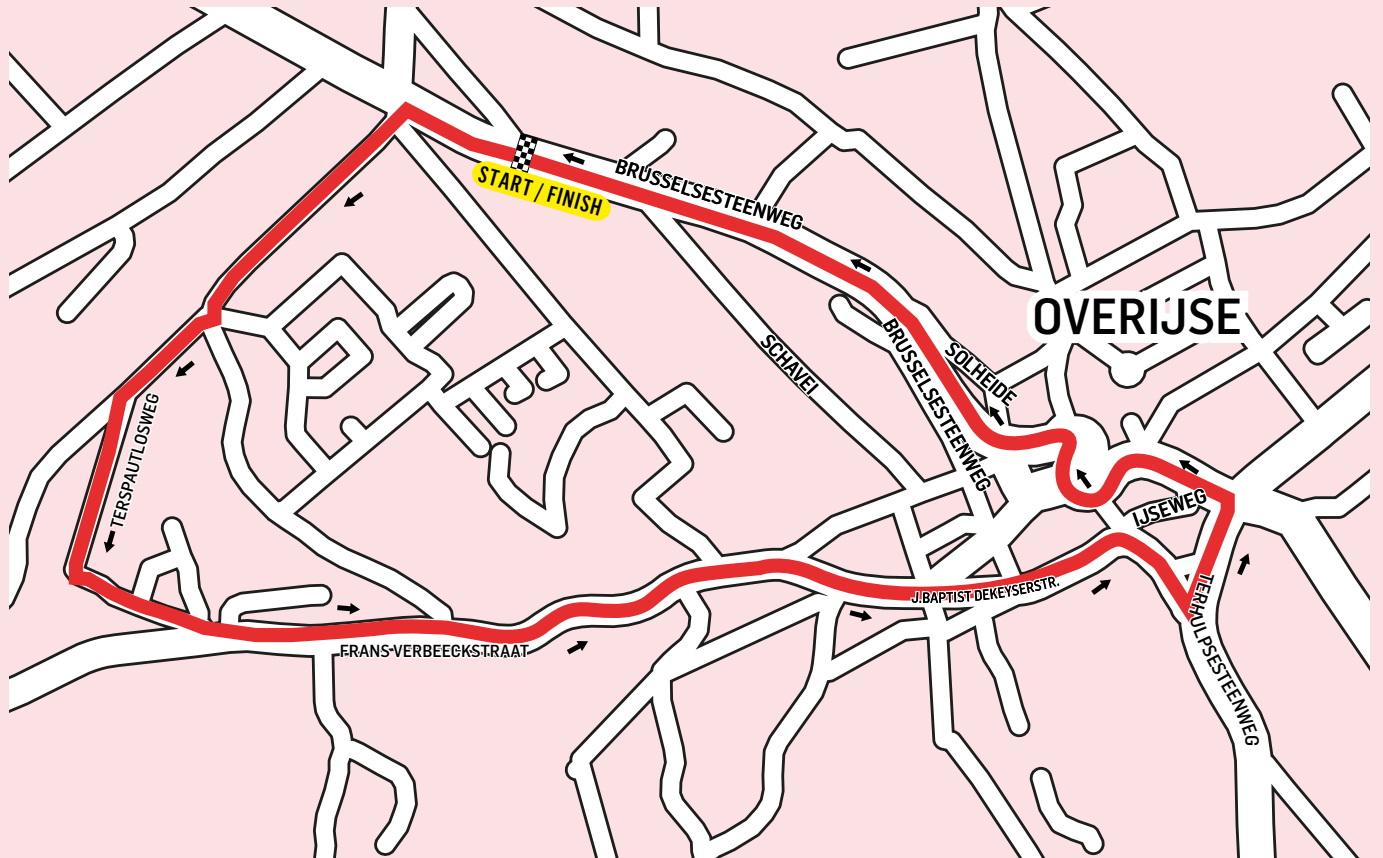 BRUSSELSESTEENWEG
START / FINISH
OVERIJSE
SCHAVEI
BRUSSELSESTEENWEG
SOLHEIDE
TERSPAUTLOSWEG
IJSEWEG
J.BAPTIST DEKEYSERSTR.
TERHULPSESTEENWEG
FRANS VERBEECKSTRAAT